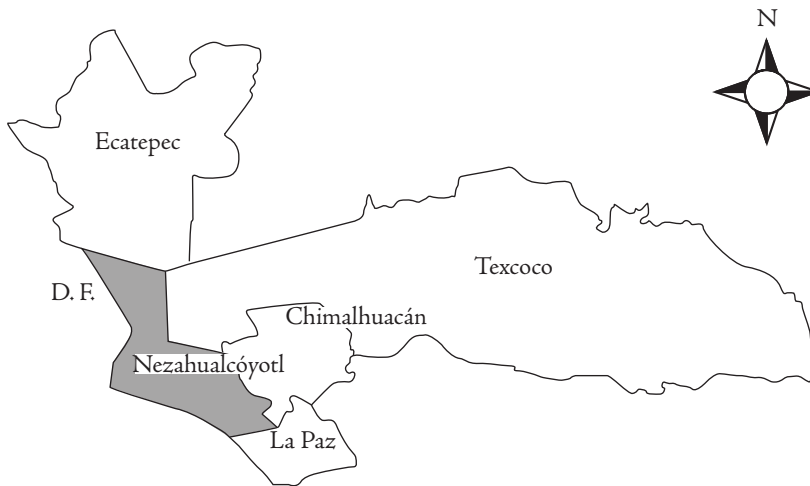 N
Ecatepec
Texcoco
D. F.
Chimalhuacán
Nezahualcóyotl
La Paz